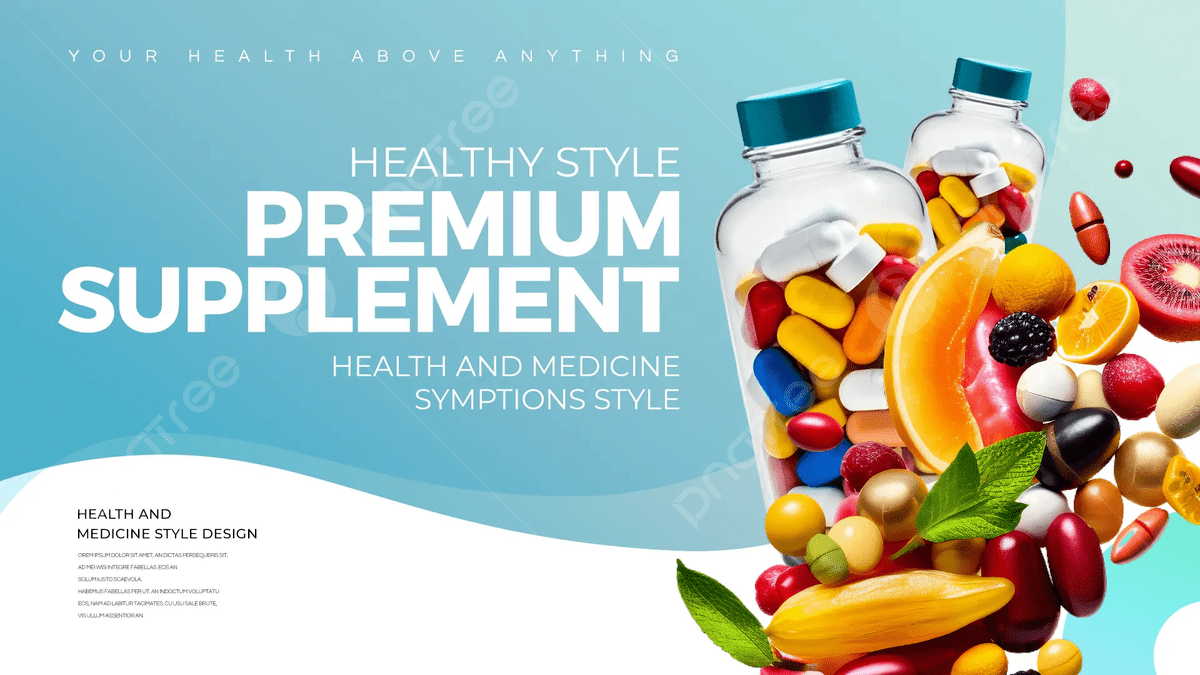 YOUR HEALTH ABOVE ANYTHING
HEALTHY STYLE
PREMIUM
SUPPLEMENT
HEALTH AND MEDICINE
SYMPTIONS STYLE
HEALTH AND
MEDICINE STYLE DESIGN
OREM IPSUM DOLOR SIT AMET, AN DICTAS PERSEQUERIS SIT,
AD MEI WISI INTEGRE FABELLAS, EOS AN
SOLUM IUSTO SCAEVOLA.
HABEMUS FABELLAS PER UT. AN INDOCTUM VOLUPTATU
EOS, NAM AD LABITUR TACIMATES. CU USU SALE BRUTE,
VIS ULLUM ASSENTIOR AN.
pngtree
pngtree
pngtree